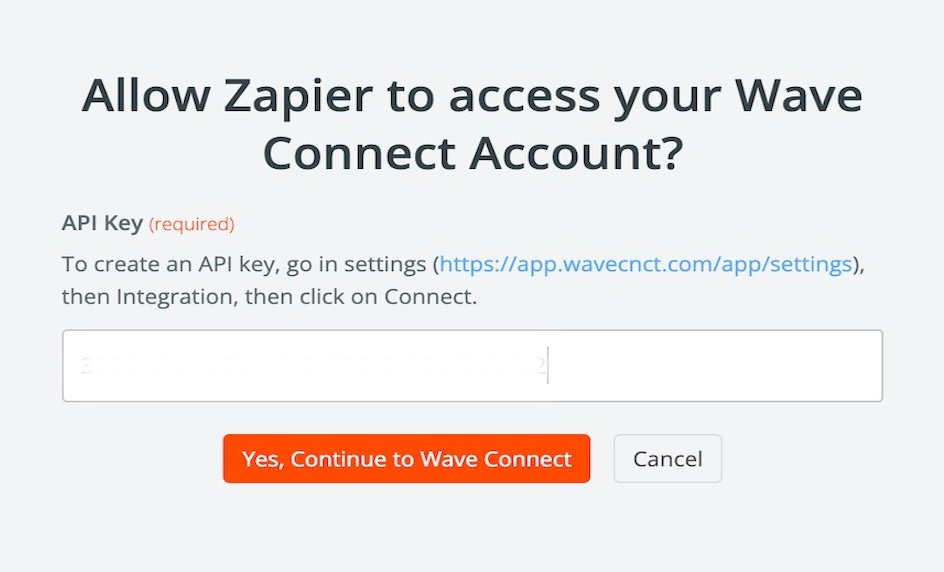 Allow Zapier to access your Wave
Connect Account?
API Key (required)
To create an API key, go in settings (https://app.wavecnct.com/app/settings),
then Integration, then click on Connect.
Yes, Continue to Wave Connect
Cancel